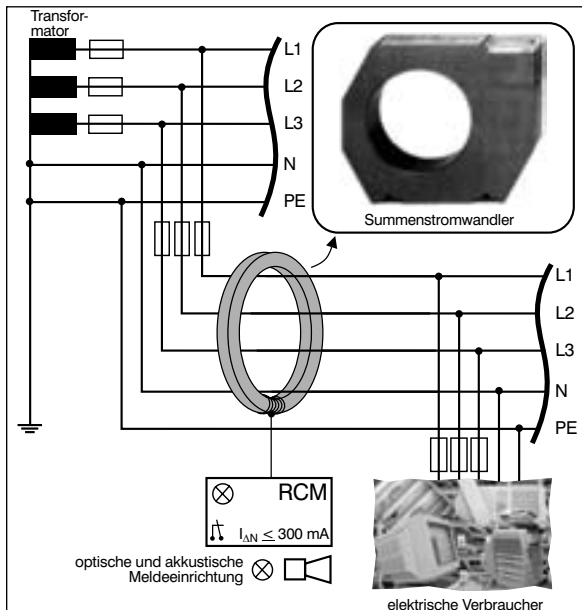 Transfor-
mator
L1
L2
L3
N
PE
Summenstromwandler
L1
L2
L3
N
PE
RCM
I∆N ≤ 300 mA
optische und akkustische
Meldeeinrichtung
elektrische Verbraucher